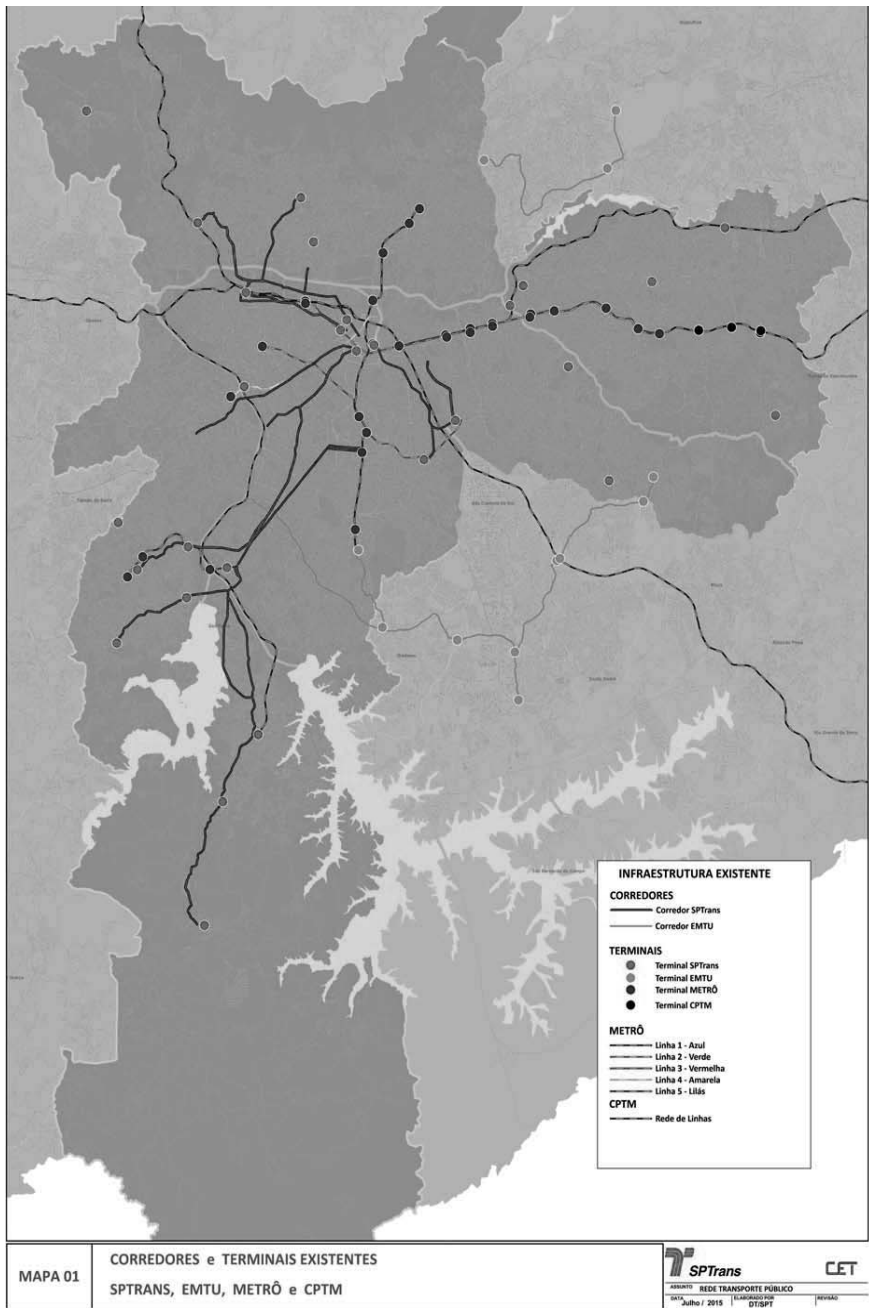 INFRAESTRUTURA EXISTENTE
CORREDORES
Corredor SPTrans
Corredor EMTU
TERMINAIS
Terminal SPTrans
Terminal EMTU
Terminal METRÔ
Terminal CPTM
METRÔ
Linha 1 - Azul
Linha 2 - Verde
Linha 3 - Vermelha
Linha 4 - Amarela
Linha 5 - Lilás
CPTM
Rede de Linhas
MAPA 01
CORREDORES e TERMINAIS EXISTENTES
SPTRANS, EMTU, METRÔ e CPTM
SPTrans
CET
ASSUNTO REDE TRANSPORTE PÚBLICO
DATA Julho / 2015
ELABORADO POR DT/SPT
REVISÃO